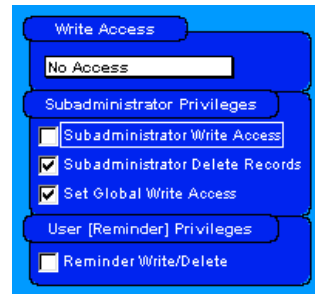 Write Access
No Access
Subadministrator Privileges
Subadministrator Write Access
Subadministrator Delete Records
Set Global Write Access
User [Reminder] Privileges
Reminder Write/Delete